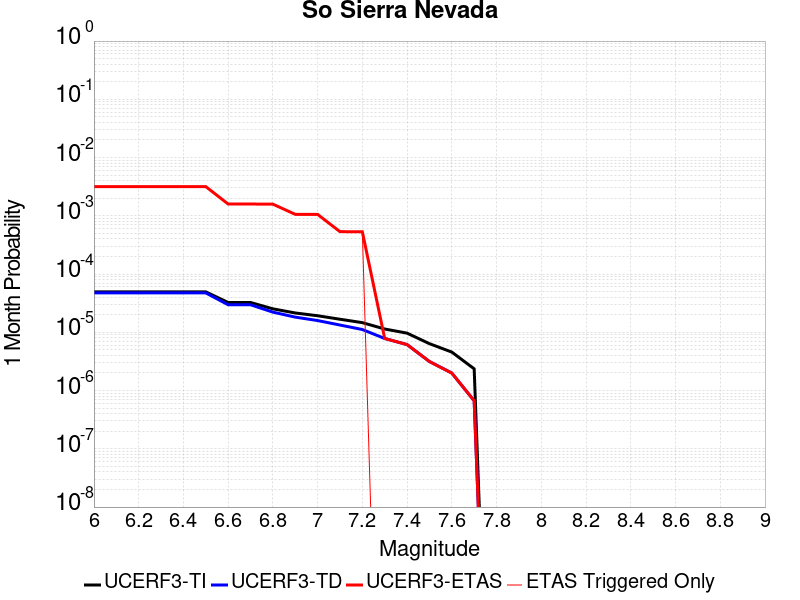 So Sierra Nevada
10^0
10^-1
10^-2
10^-3
10^-4
10^-5
10^-6
10^-7
10^-8
1 Month Probability
6 6.2 6.4 6.6 6.8 7 7.2 7.4 7.6 7.8 8 8.2 8.4 8.6 8.8 9
Magnitude
UCERF3-TI UCERF3-TD UCERF3-ETAS ETAS Triggered Only